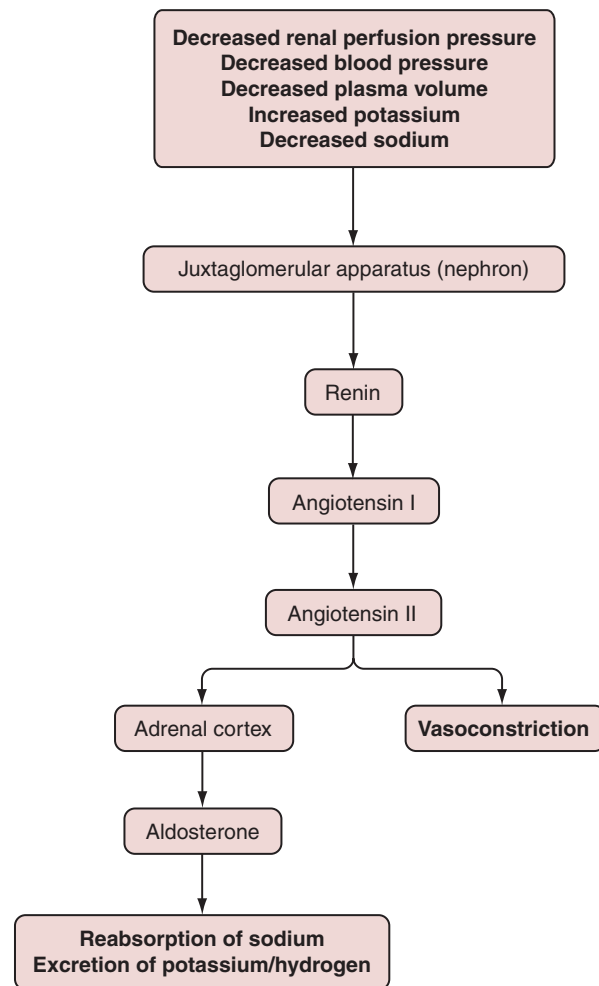 Decreased renal perfusion pressure
Decreased blood pressure
Decreased plasma volume
Increased potassium
Decreased sodium
Juxtaglomerular apparatus (nephron)
Renin
Angiotensin I
Angiotensin II
Adrenal cortex
Vasoconstriction
Aldosterone
Reabsorption of sodium
Excretion of potassium/hydrogen